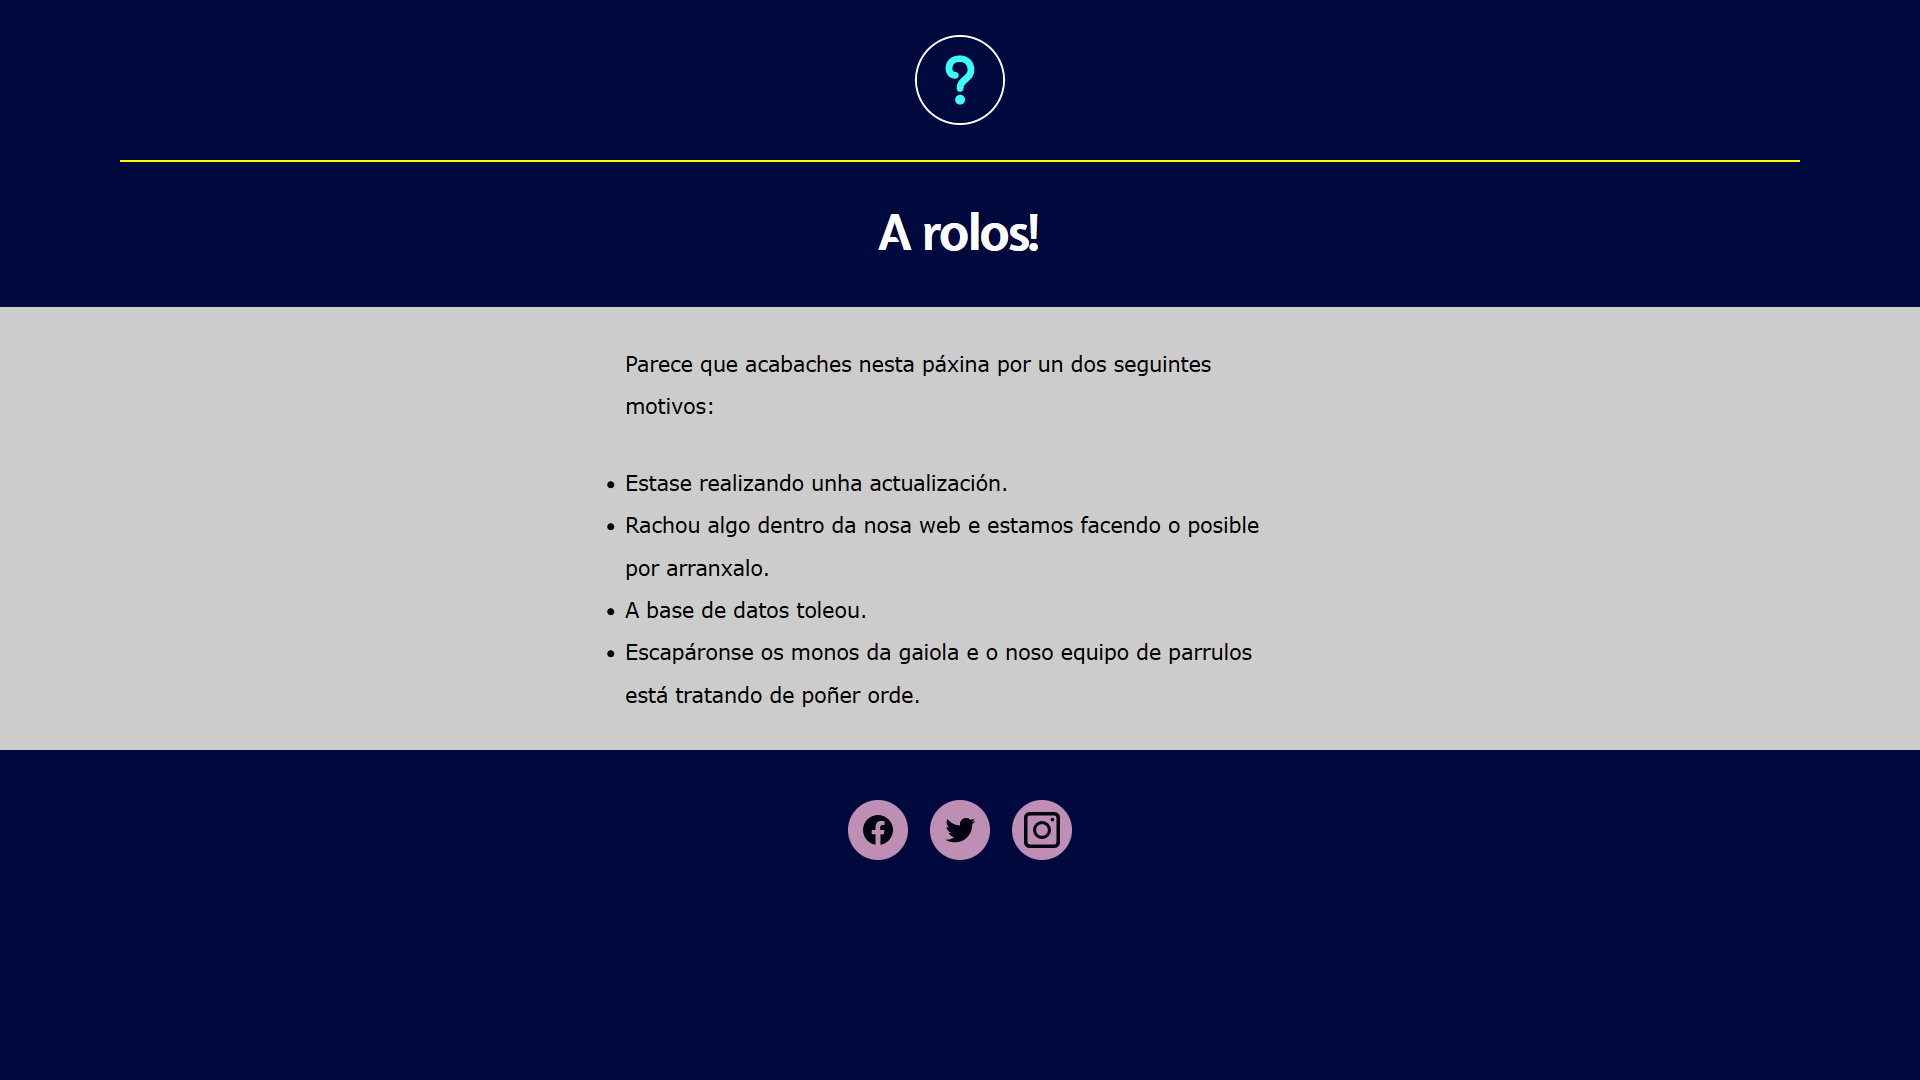 ?
A rolos!
Parece que acabaches nesta páxina por un dos seguintes
motivos:
• Estase realizando unha actualización.
• Rachou algo dentro da nosa web e estamos facendo o posible
por arranxalo.
• A base de datos toleou.
• Escapáronse os monos da gaiola e o noso equipo de parrulos
está tratando de poñer orde.